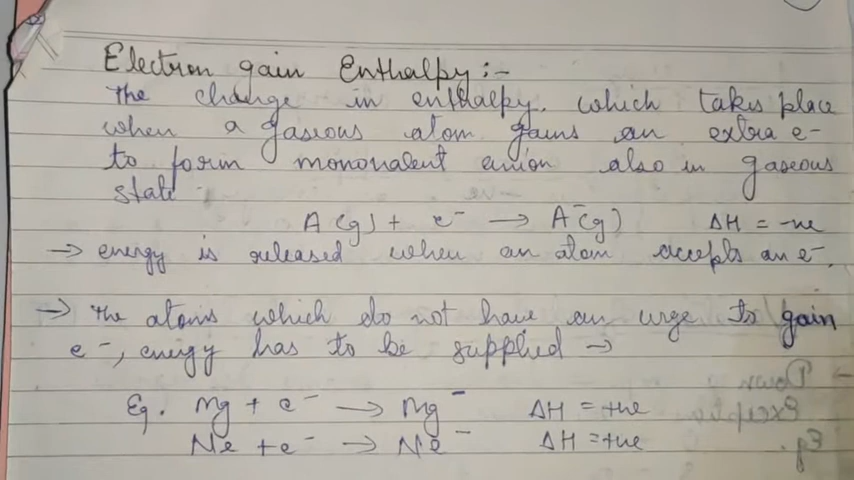 Electron gain Enthalpy :-
The change in enthalpy. which takes place
when a gaseous atom gains an extra e-
to form monovalent anion also in gaseous
state
A(g) + e⁻ → A⁻(g) ΔH = -ve
→ energy is released when an atom accepts an e-.
→ The atoms which do not have an urge to gain
e⁻, energy has to be supplied →
Eg. Mg + e⁻ → Mg⁻ ΔH = +ve
Ne + e⁻ → Ne⁻ ΔH = +ve